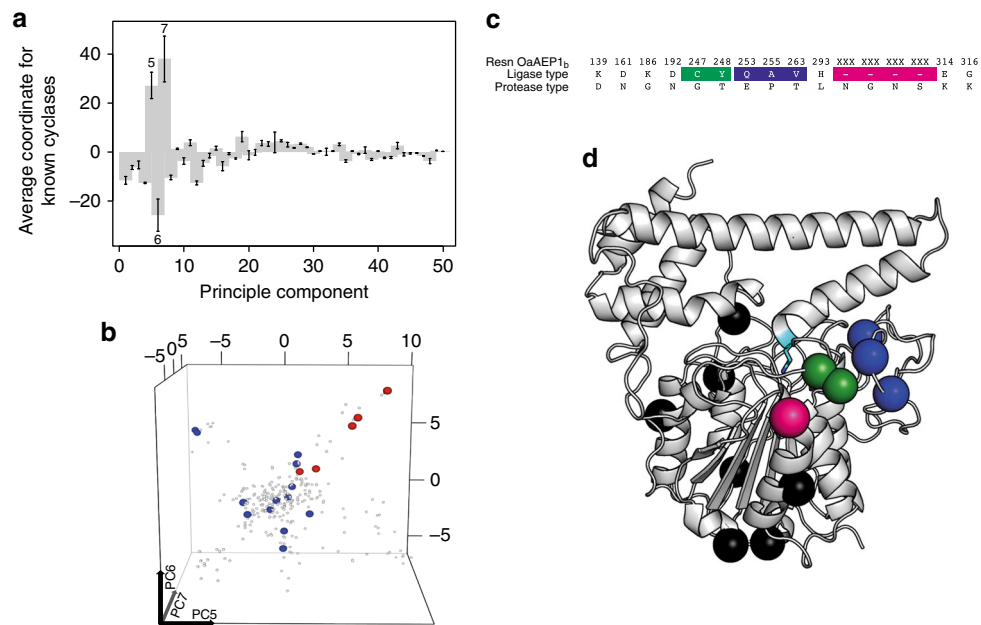 a
Average coordinate for
known cyclases
40
20
0
−20
5
7
6
0 10 20 30 40 50
Principle component
b
−5 0 5 −5 0 5 10
5
0
−5
PC6
PC7
PC5
c
Resn OaAEP1b 139 161 186 192 247 248 253 255 263 293 XXX XXX XXX XXX 314 316
Ligase type K D K D C Y Q A V H - - - - E G
Protease type D N G N G T E P T L N G N S K K
d